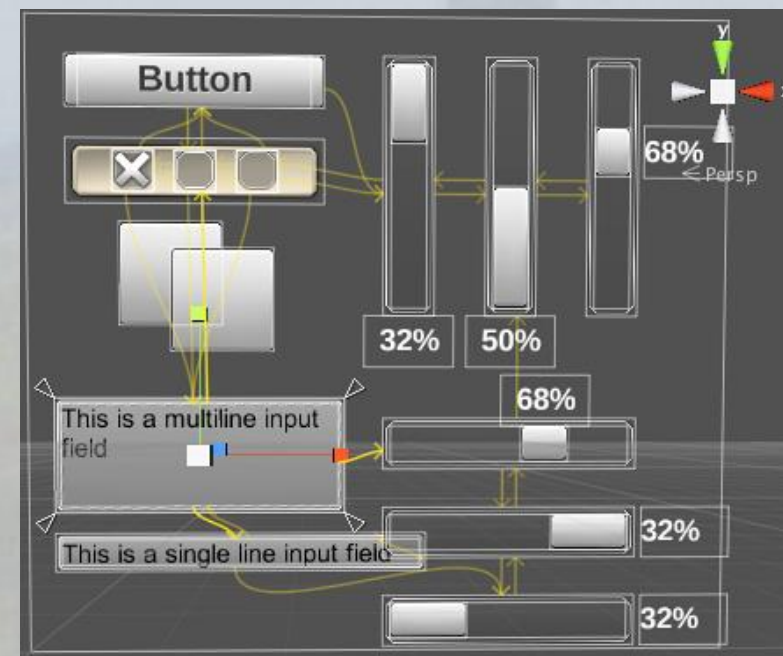 y
Button
68%
Persp
32%
50%
68%
This is a multiline input
field
32%
This is a single line input field
32%